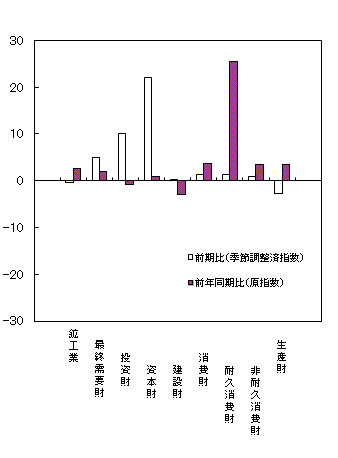 30
20
10
0
-10
-20
-30
前期比(季節調整済指数)
前年同期比(原指数)
鉱工業
最終需要財
投資財
資本財
建設財
消費財
耐久消費財
非耐久消費財
生産財